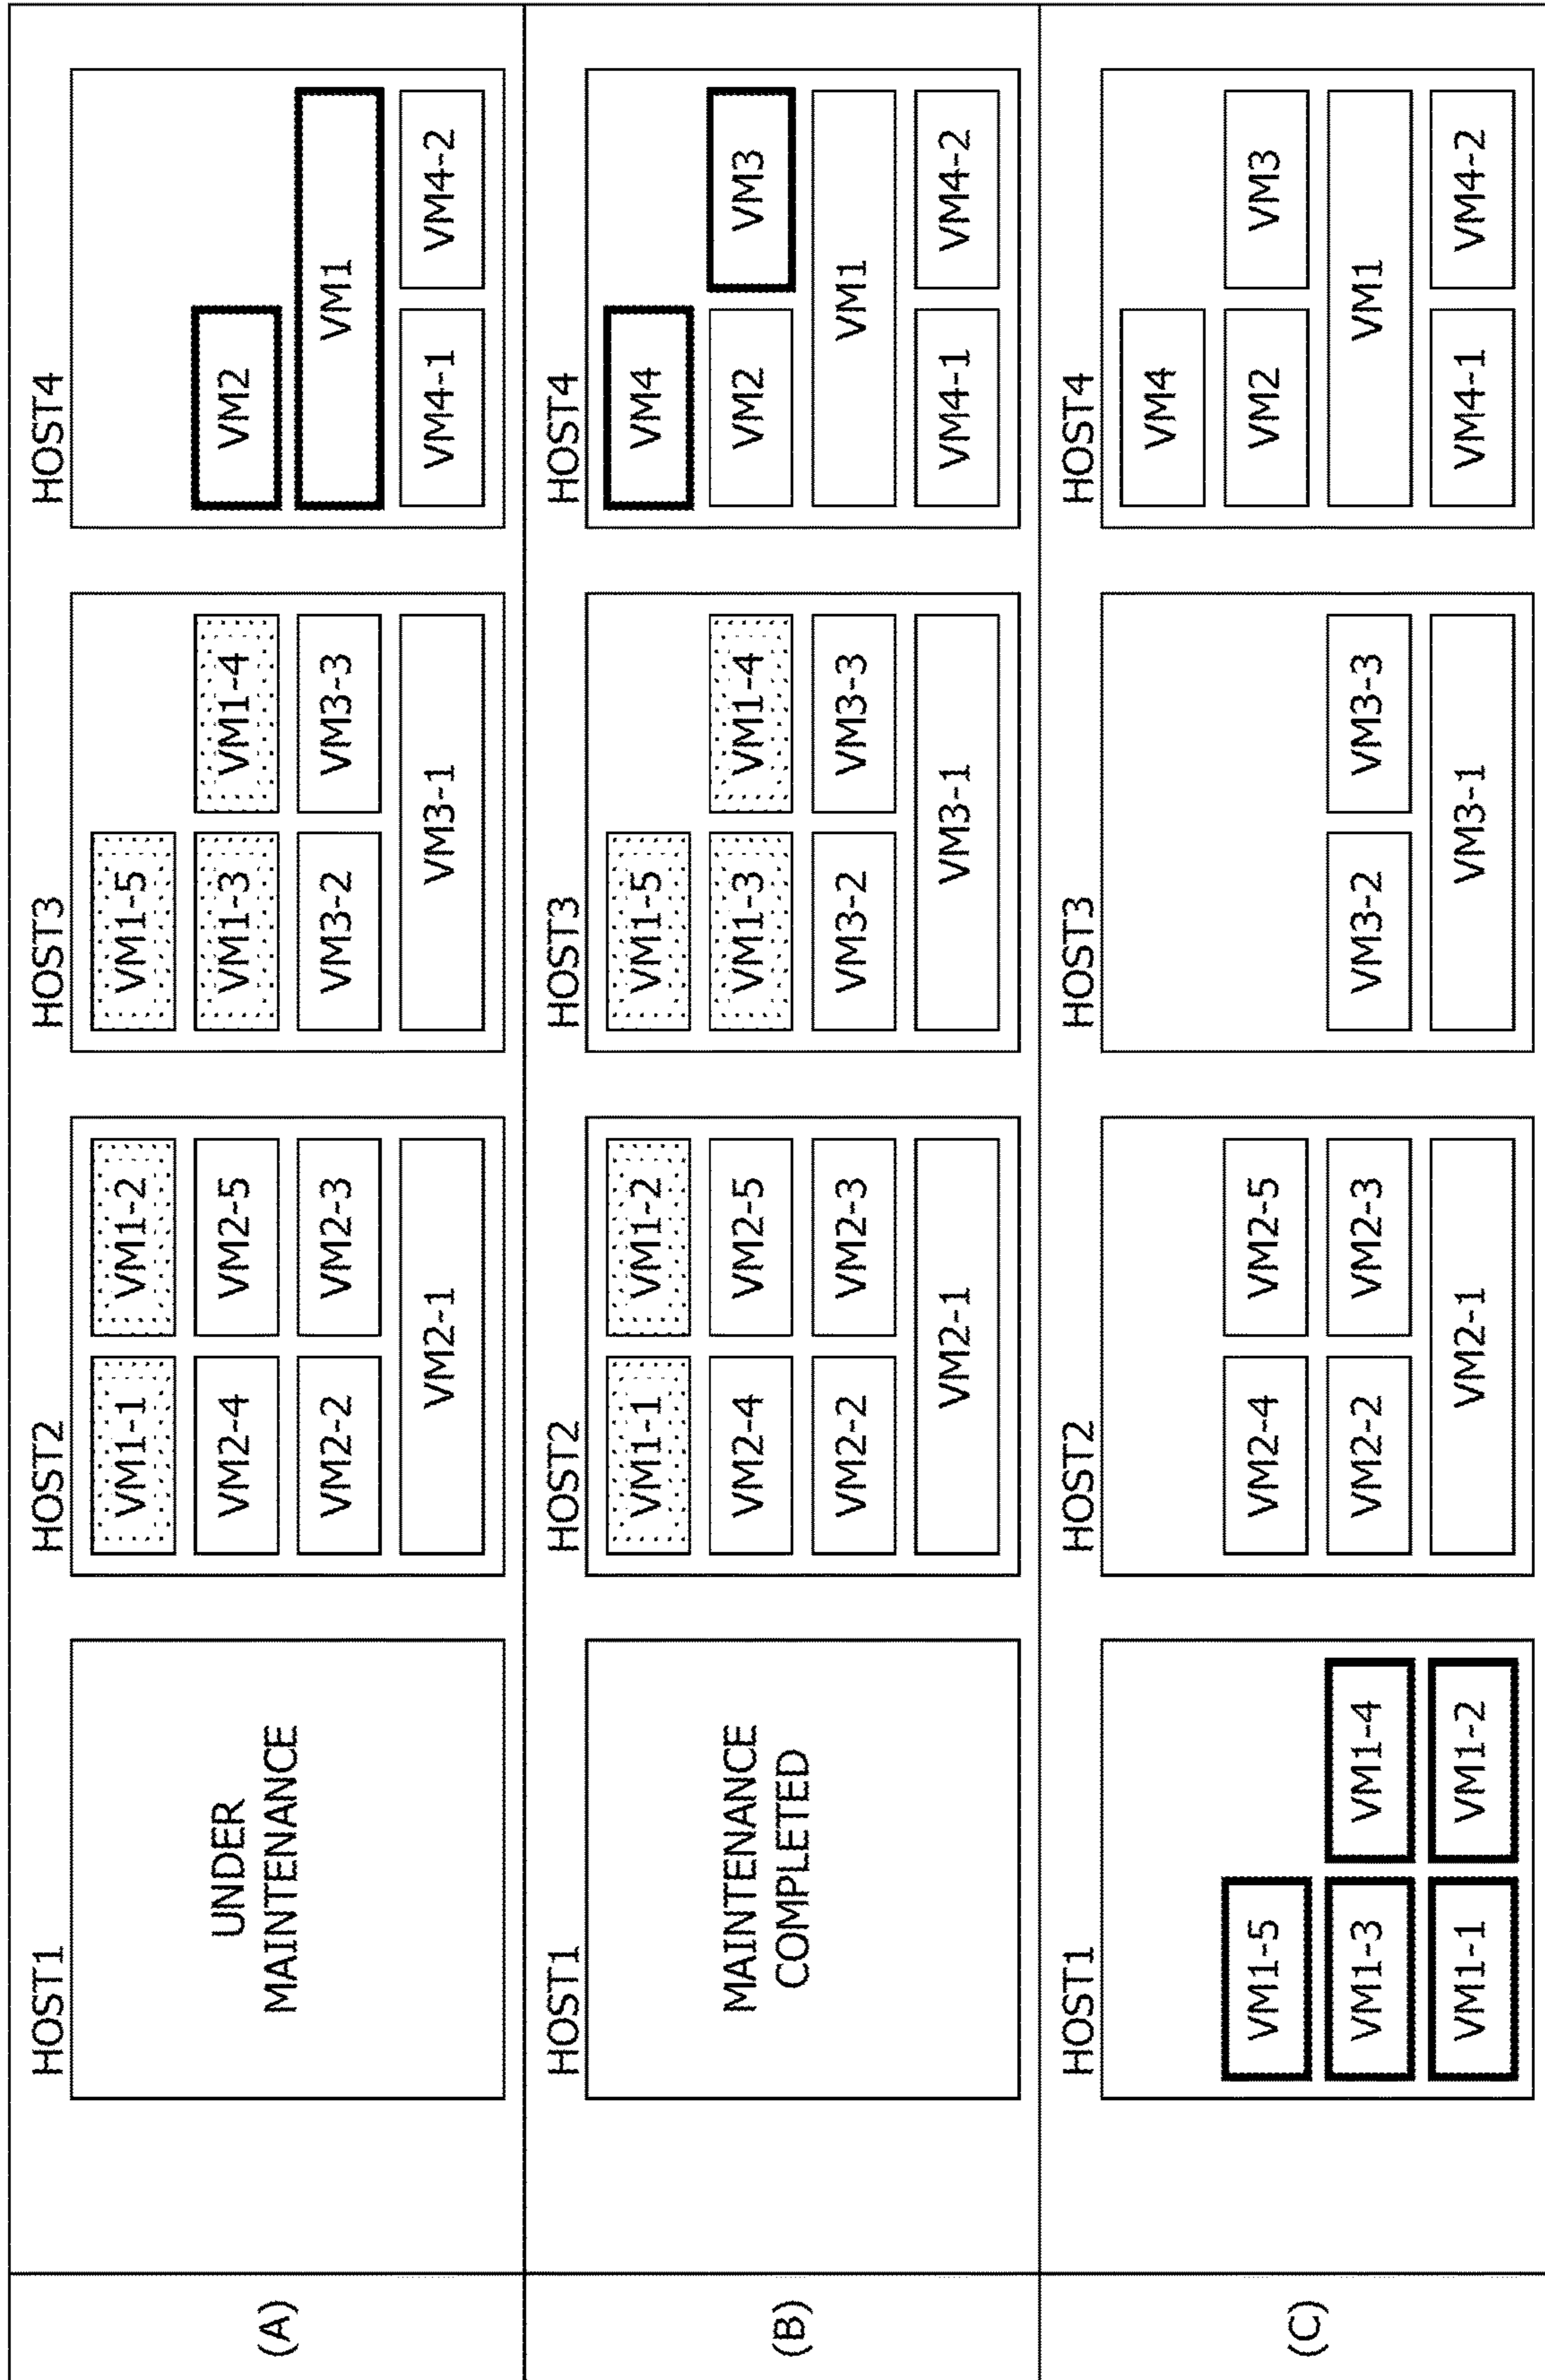 (A)
HOST1
UNDER
MAINTENANCE
HOST2
VM1-1
VM1-2
VM2-4
VM2-5
VM2-2
VM2-3
VM2-1
HOST3
VM1-5
VM1-3
VM1-4
VM3-2
VM3-3
VM3-1
HOST4
VM2
VM1
VM4-1
VM4-2
(B)
HOST1
MAINTENANCE
COMPLETED
HOST2
VM1-1
VM1-2
VM2-4
VM2-5
VM2-2
VM2-3
VM2-1
HOST3
VM1-5
VM1-3
VM1-4
VM3-2
VM3-3
VM3-1
HOST4
VM4
VM2
VM3
VM1
VM4-1
VM4-2
(C)
HOST1
VM1-5
VM1-3
VM1-4
VM1-1
VM1-2
HOST2
VM2-4
VM2-5
VM2-2
VM2-3
VM2-1
HOST3
VM3-2
VM3-3
VM3-1
HOST4
VM4
VM2
VM3
VM1
VM4-1
VM4-2